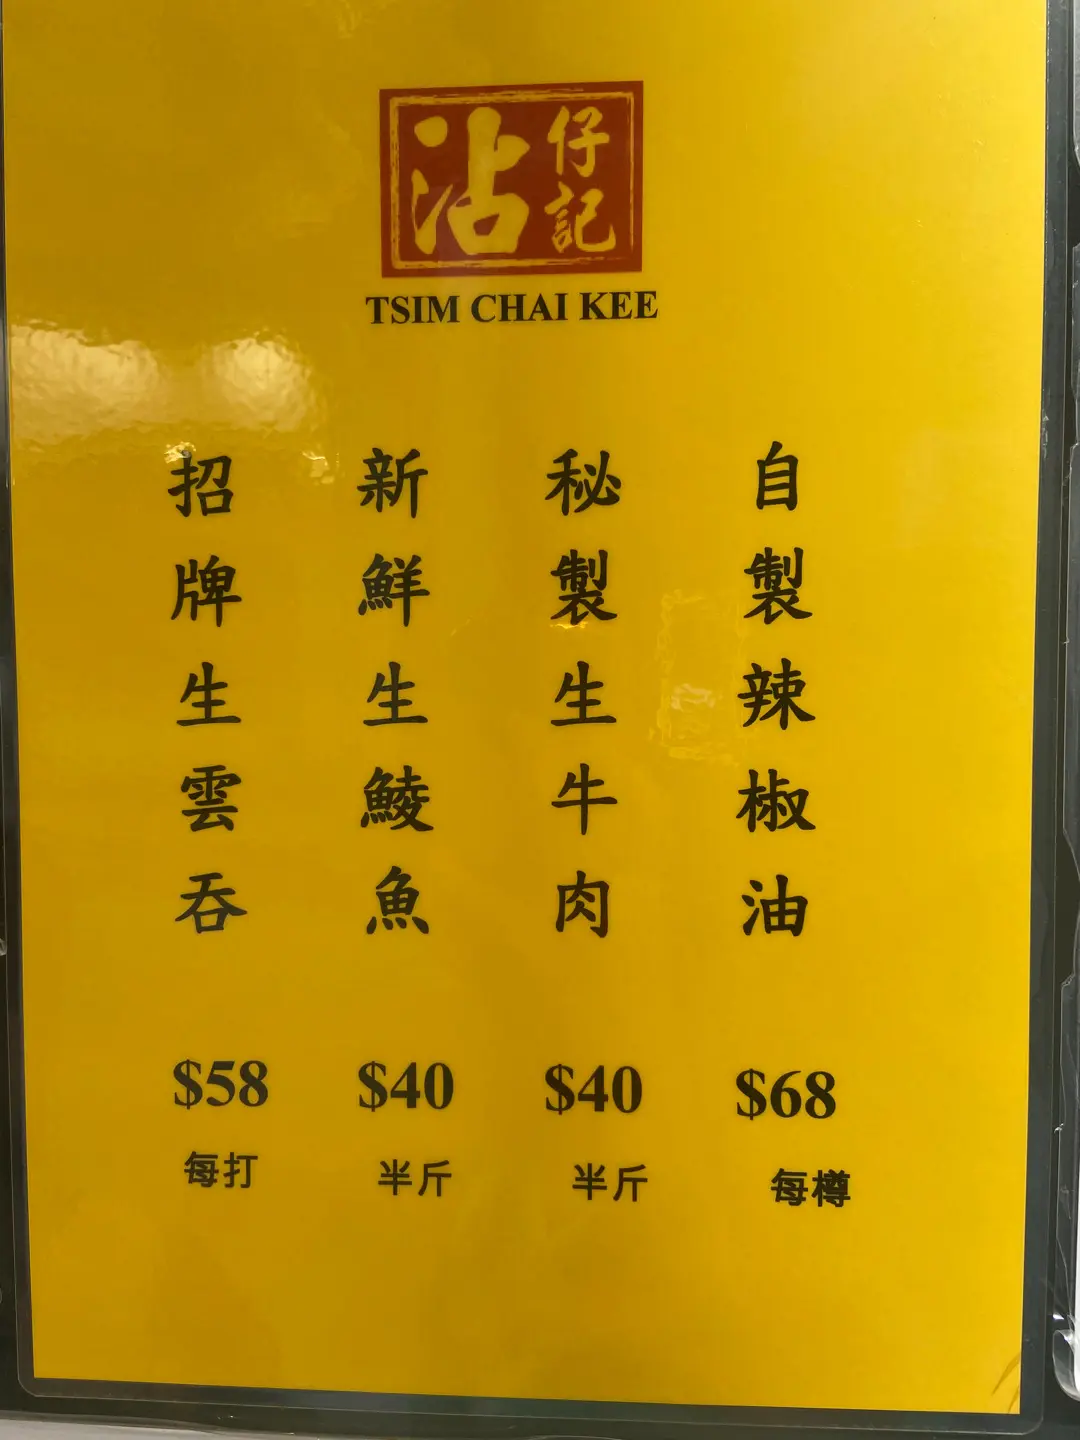 沾仔記
TSIM CHAI KEE
招牌生雲吞
新鮮生鯪魚
秘製生牛肉
自製辣椒油
$58
$40
$40
$68
每打
半斤
半斤
每樽